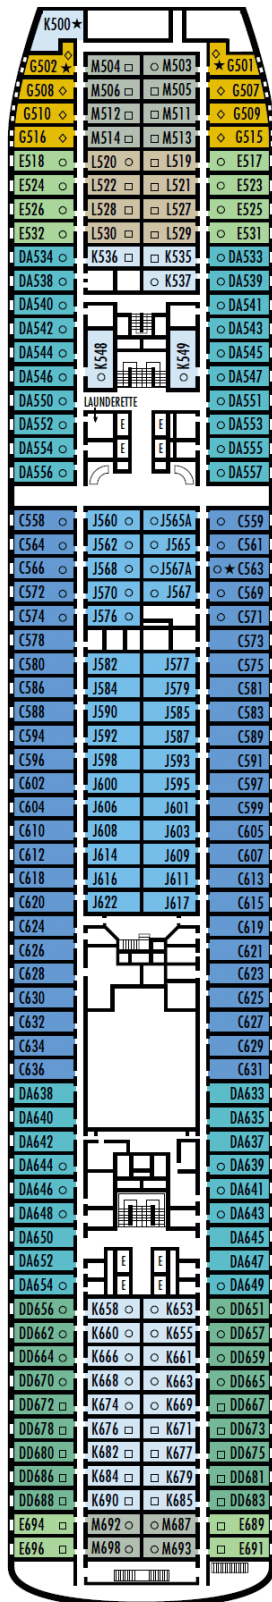 K500★
G502 ★ M504 □ ○ M503 ★ G501
G508 ◇ M506 □ □ M505 ◇ G507
G510 ◇ M512 □ □ M511 ◇ G509
G516 ◇ M514 □ □ M513 ◇ G515
E518 ○ L520 ○ □ L519 ○ E517
E524 ○ L522 □ □ L521 ○ E523
E526 ○ L528 □ □ L527 ○ E525
E532 ○ L530 □ □ L529 ○ E531
DA534 ○ K536 □ □ K535 ○ DA533
DA538 ○ ○ K537 ○ DA539
DA540 ○ ○ DA541
DA542 ○ ○ DA543
DA544 ○ ○ K548 ○ K549 ○ DA545
DA546 ○ ○ DA547
DA550 ○ LAUNDERETTE ○ DA551
DA552 ○ E E ○ DA553
DA554 ○ E E ○ DA555
DA556 ○ ○ DA557
C558 ○ J560 ○ ○ J565A ○ C559
C564 ○ J562 ○ ○ J565 ○ C561
C566 ○ J568 ○ ○ J567A ○★ C563
C572 ○ J570 ○ ○ J567 ○ C569
C574 ○ J576 ○ ○ C571
C578 C573
C580 J582 J577 C575
C586 J584 J579 C581
C588 J590 J585 C583
C594 J592 J587 C589
C596 J598 J593 C591
C602 J600 J595 C597
C604 J606 J601 C599
C610 J608 J603 C605
C612 J614 J609 C607
C618 J616 J611 C613
C620 J622 J617 C615
C624 C619
C626 C621
C628 C623
C630 C625
C632 C627
C634 C629
C636 C631
DA638 DA633
DA640 DA635
DA642 DA637
DA644 ○ ○ DA639
DA646 ○ ○ DA641
DA648 ○ ○ DA643
DA650 DA645
DA652 E E DA647
DA654 ○ E E ○ DA649
DD656 ○ K658 ○ ○ K653 ○ DD651
DD662 ○ K660 ○ ○ K655 ○ DD657
DD664 ○ K666 ○ ○ K661 ○ DD659
DD670 ○ K668 ○ ○ K663 ○ DD665
DD672 □ K674 ○ ○ K669 □ DD667
DD678 □ K676 □ □ K671 □ DD673
DD680 □ K682 □ □ K677 □ DD675
DD686 □ K684 □ □ K679 □ DD681
DD688 □ K690 □ □ K685 □ DD683
E694 □ M692 ○ ○ M687 □ E689
E696 □ M698 ○ ○ M693 □ E691